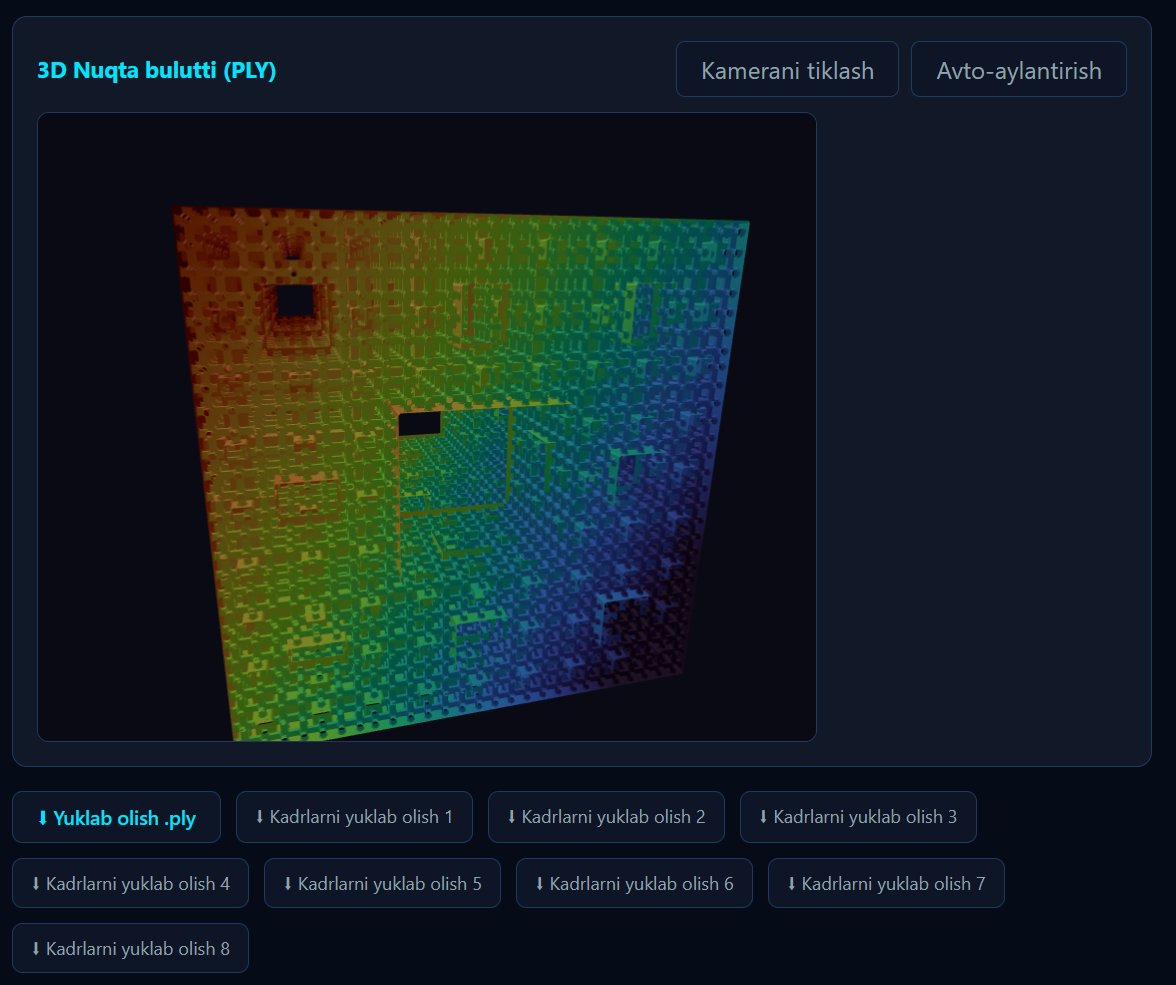 3D Nuqta bulutti (PLY)
Kamerani tiklash
Avto-aylantirish
⬇ Yuklab olish .ply
⬇ Kadrlarni yuklab olish 1
⬇ Kadrlarni yuklab olish 2
⬇ Kadrlarni yuklab olish 3
⬇ Kadrlarni yuklab olish 4
⬇ Kadrlarni yuklab olish 5
⬇ Kadrlarni yuklab olish 6
⬇ Kadrlarni yuklab olish 7
⬇ Kadrlarni yuklab olish 8